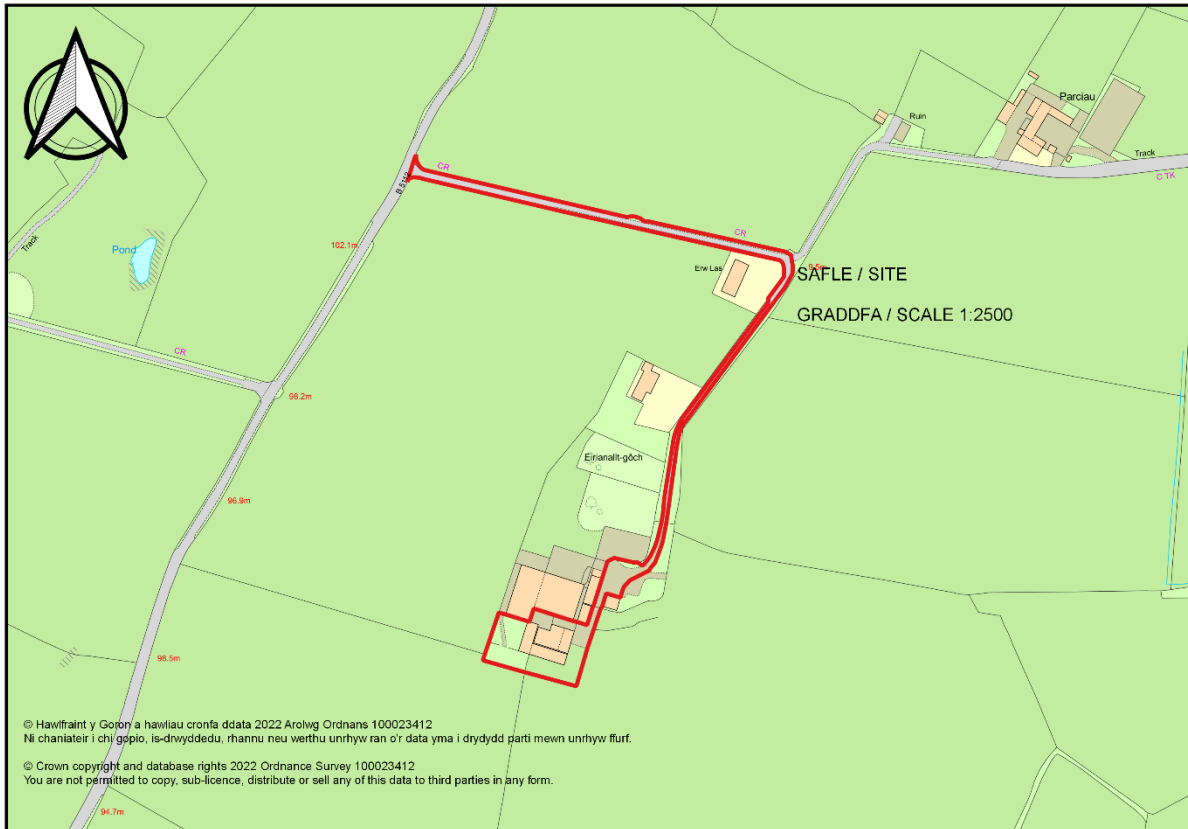 Parciau
Ruin
Track
C TK
CR
B 5112
CR
102.1m
Track
Pond
Erw Las
SAFLE / SITE
GRADDFA / SCALE 1:2500
CR
98.2m
Eirianallt-gôch
96.9m
98.5m
© Hawlfraint y Goron a hawliau cronfa ddata 2022 Arolwg Ordnans 100023412
Ni chaniateir i chi gopïo, is-drwyddedu, rhannu neu werthu unrhyw ran o'r data yma i drydydd parti mewn unrhyw ffurf.
© Crown copyright and database rights 2022 Ordnance Survey 100023412
You are not permitted to copy, sub-licence, distribute or sell any of this data to third parties in any form.
94.7m